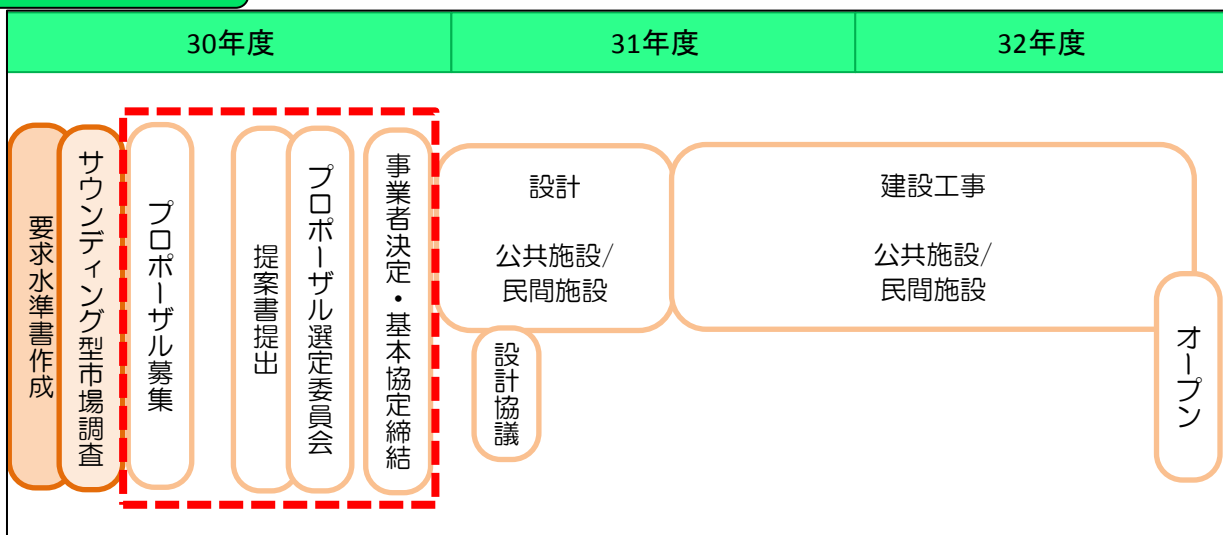 30年度
31年度
32年度
要求水準書作成
サウンディング型市場調査
プロポーザル募集
提案書提出
プロポーザル選定委員会
事業者決定・基本協定締結
設計
公共施設/
民間施設
設計協議
建設工事
公共施設/
民間施設
オープン